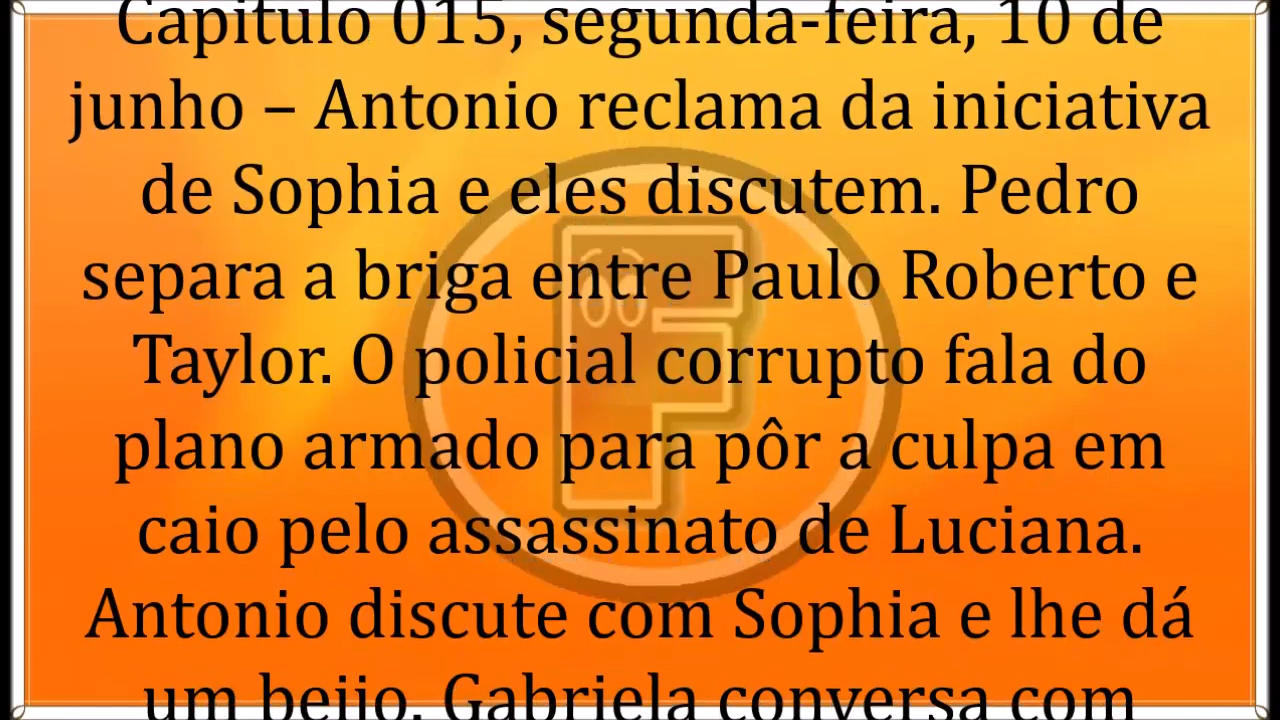 Capítulo 015, segunda-feira, 10 de
junho – Antonio reclama da iniciativa
de Sophia e eles discutem. Pedro
separa a briga entre Paulo Roberto e
Taylor. O policial corrupto fala do
plano armado para pôr a culpa em
caio pelo assassinato de Luciana.
Antonio discute com Sophia e lhe dá
um beijo. Gabriela conversa com